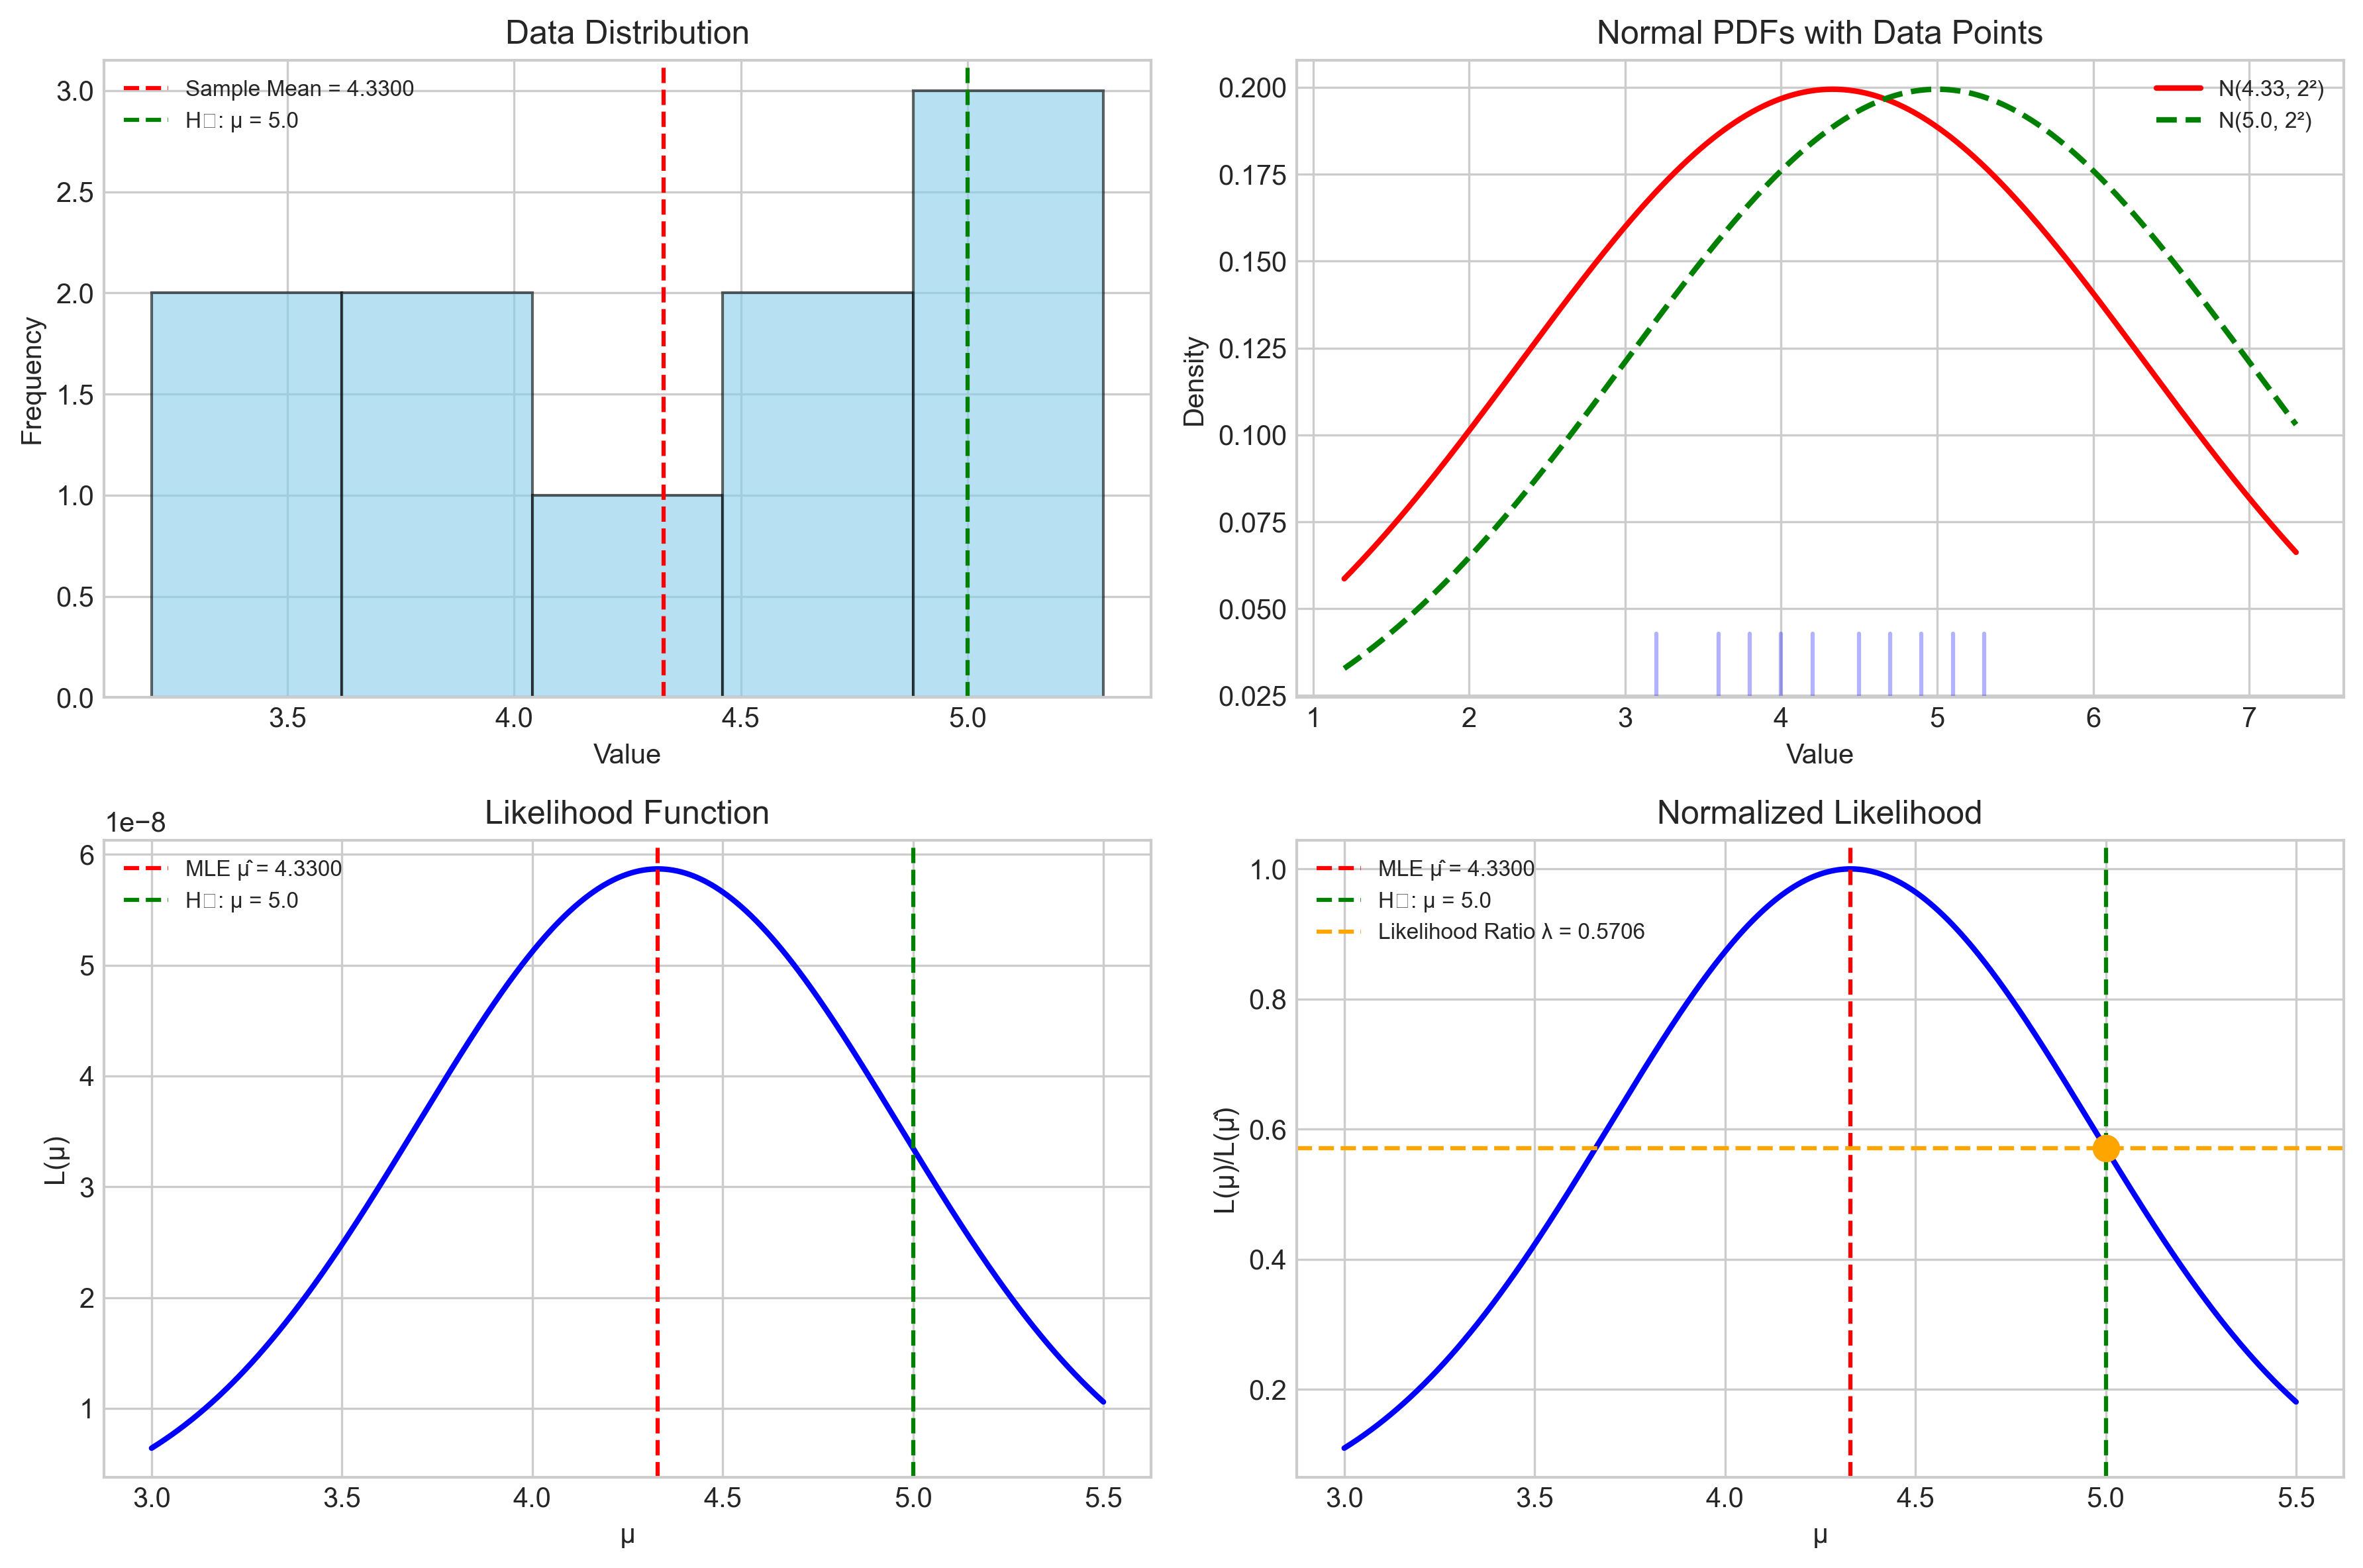 Data Distribution
Sample Mean = 4.3300
H□: μ = 5.0
3.0
2.5
2.0
1.5
1.0
0.5
0.0
Frequency
3.5 4.0 4.5 5.0
Value
Normal PDFs with Data Points
N(4.33, 2²)
N(5.0, 2²)
0.200
0.175
0.150
0.125
0.100
0.075
0.050
0.025
Density
1 2 3 4 5 6 7
Value
Likelihood Function
1e−8
MLE μ̂ = 4.3300
H□: μ = 5.0
6
5
4
3
2
1
L(μ)
3.0 3.5 4.0 4.5 5.0 5.5
μ
Normalized Likelihood
MLE μ̂ = 4.3300
H□: μ = 5.0
Likelihood Ratio λ = 0.5706
1.0
0.8
0.6
0.4
0.2
L(μ)/L(μ̂)
3.0 3.5 4.0 4.5 5.0 5.5
μ